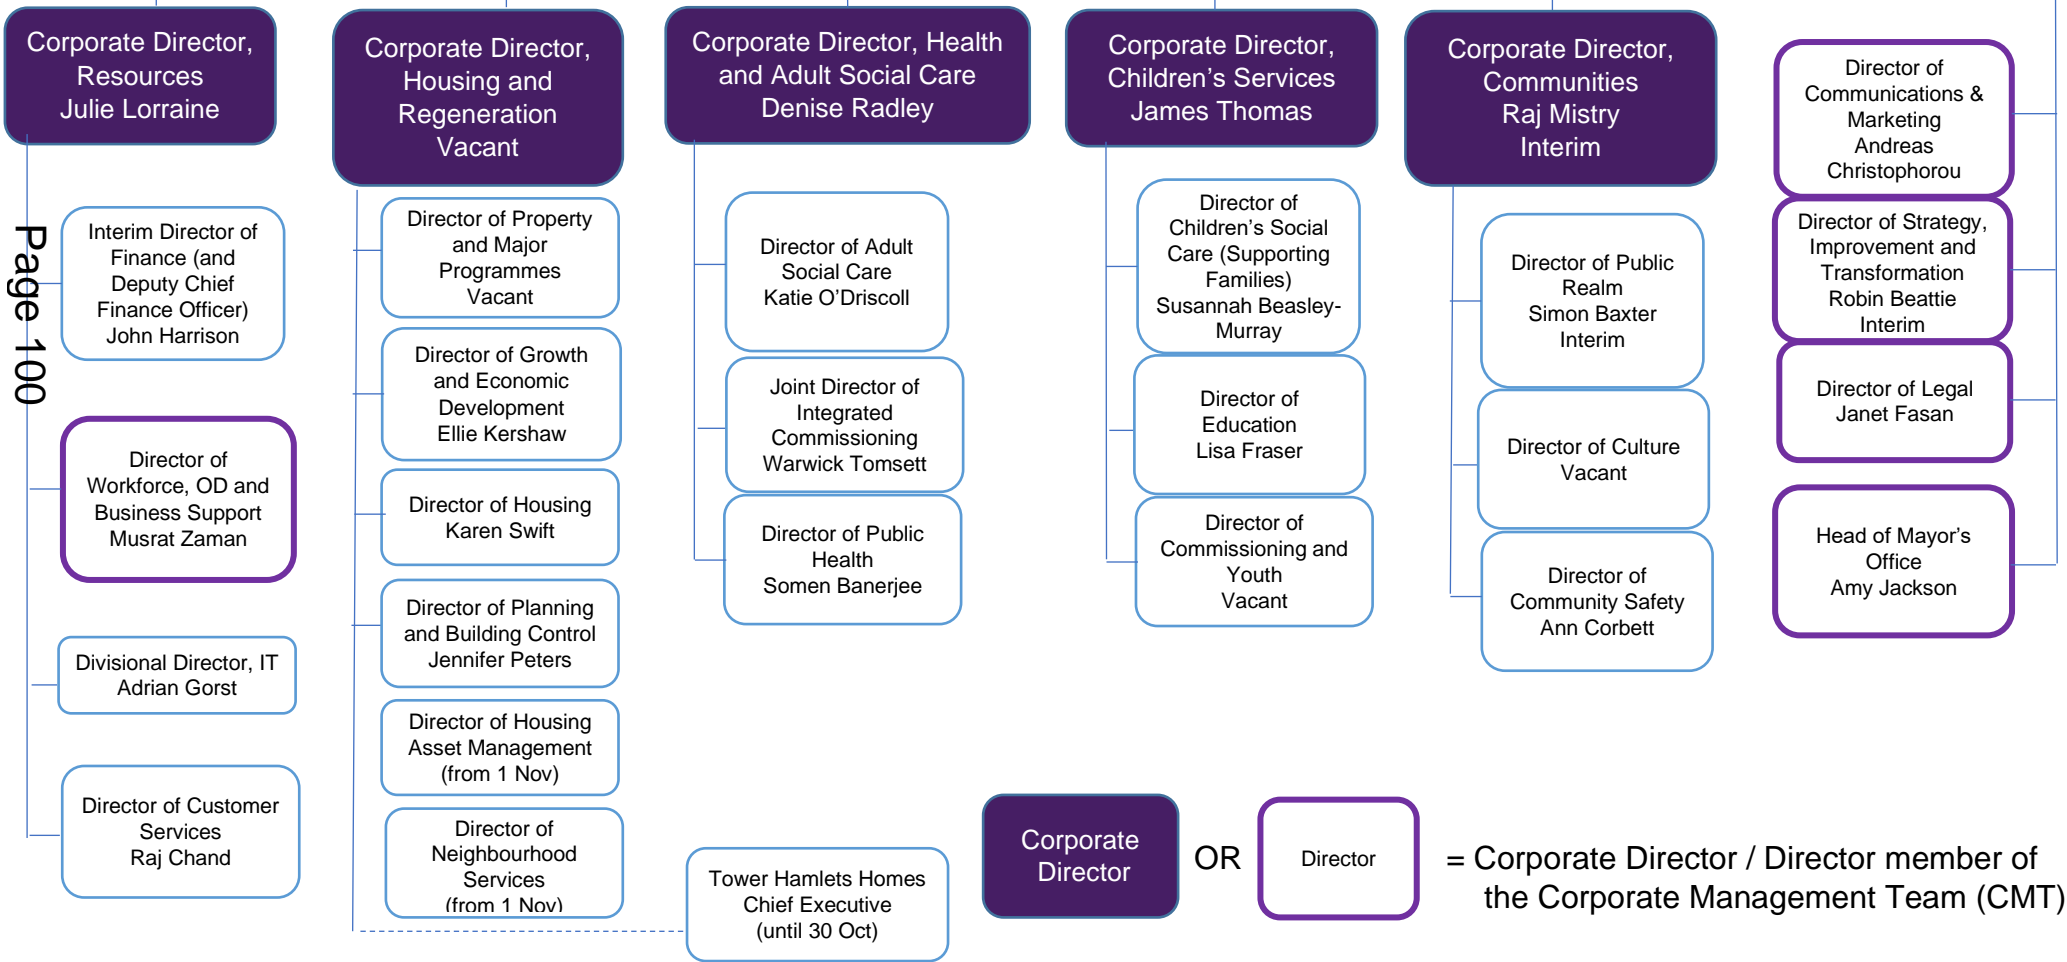 Corporate Director,
Resources
Julie Lorraine
Interim Director of
Finance (and
Deputy Chief
Finance Officer)
John Harrison
Director of
Workforce, OD and
Business Support
Musrat Zaman
Divisional Director, IT
Adrian Gorst
Director of Customer
Services
Raj Chand
Page 100
Corporate Director,
Housing and
Regeneration
Vacant
Director of Property
and Major
Programmes
Vacant
Director of Growth
and Economic
Development
Ellie Kershaw
Director of Housing
Karen Swift
Director of Planning
and Building Control
Jennifer Peters
Director of Housing
Asset Management
(from 1 Nov)
Director of
Neighbourhood
Services
(from 1 Nov)
Tower Hamlets Homes
Chief Executive
(until 30 Oct)
Corporate Director, Health
and Adult Social Care
Denise Radley
Director of Adult
Social Care
Katie O’Driscoll
Joint Director of
Integrated
Commissioning
Warwick Tomsett
Director of Public
Health
Somen Banerjee
Corporate Director,
Children’s Services
James Thomas
Director of
Children’s Social
Care (Supporting
Families)
Susannah Beasley-
Murray
Director of
Education
Lisa Fraser
Director of
Commissioning and
Youth
Vacant
Corporate Director,
Communities
Raj Mistry
Interim
Director of Public
Realm
Simon Baxter
Interim
Director of Culture
Vacant
Director of
Community Safety
Ann Corbett
Director of
Communications &
Marketing
Andreas
Christophorou
Director of Strategy,
Improvement and
Transformation
Robin Beattie
Interim
Director of Legal
Janet Fasan
Head of Mayor’s
Office
Amy Jackson
Corporate
Director
OR
Director
= Corporate Director / Director member of
the Corporate Management Team (CMT)